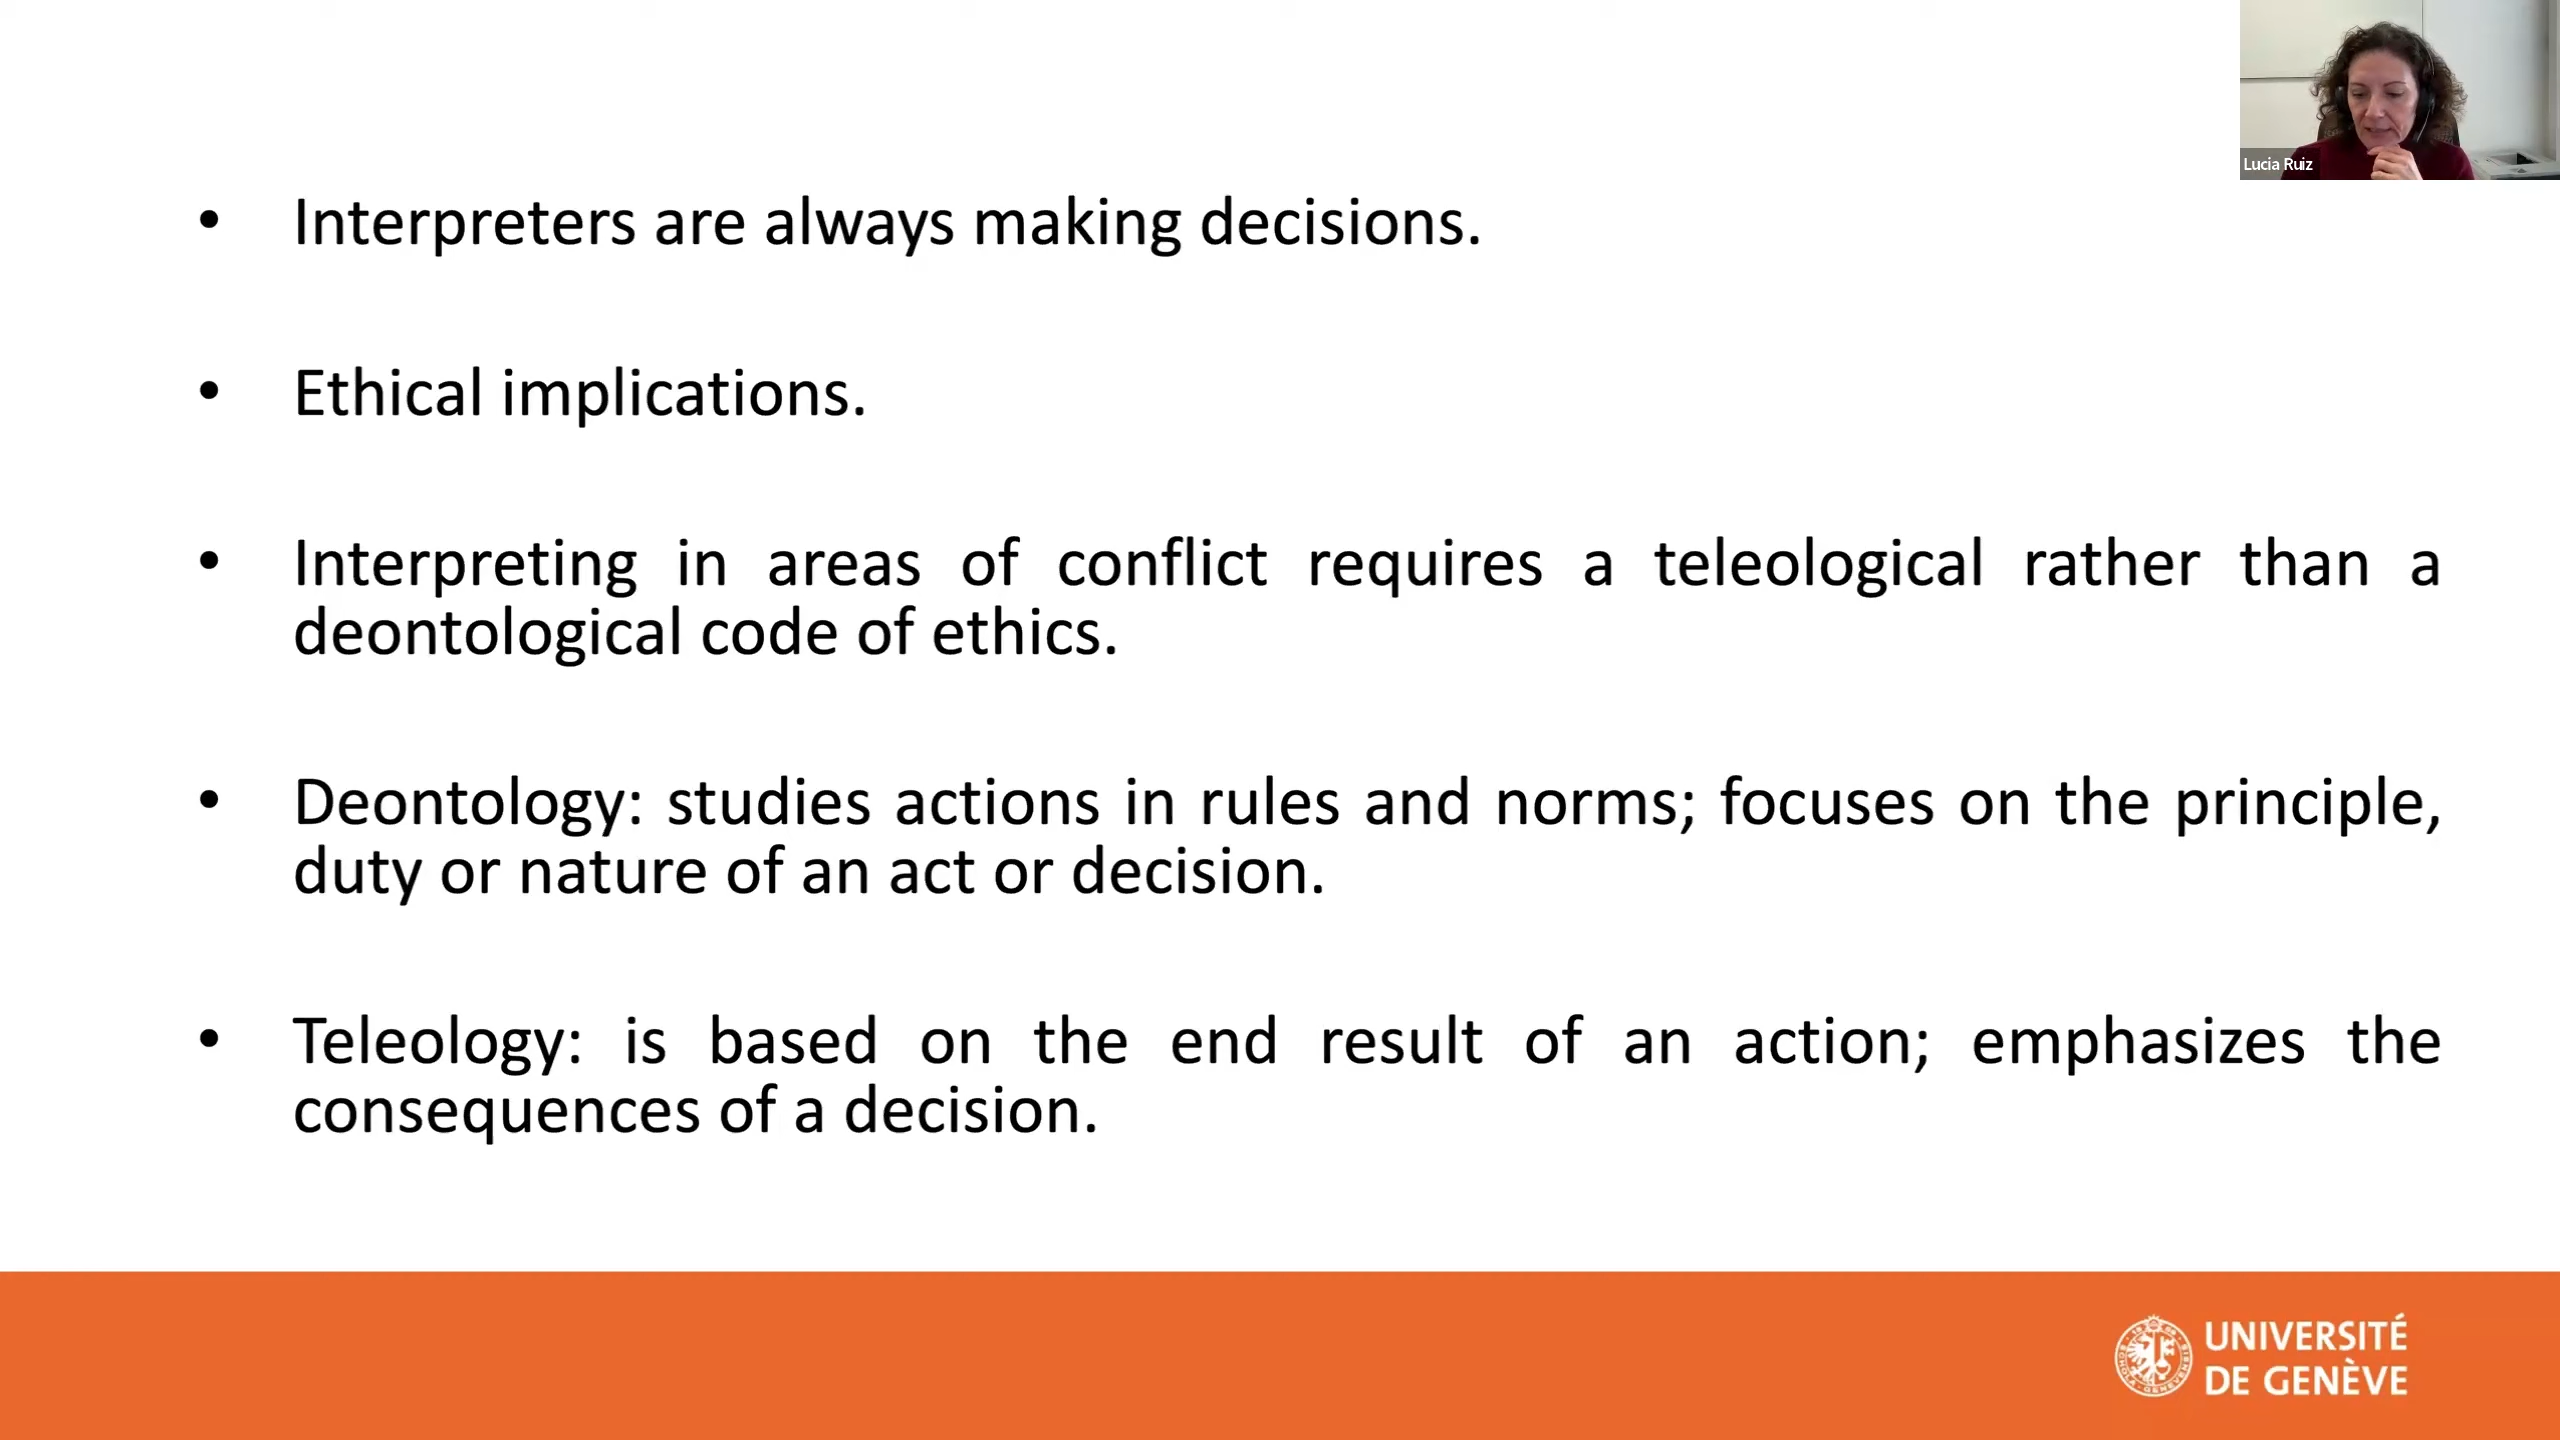 Lucia Ruiz
• Interpreters are always making decisions.
• Ethical implications.
• Interpreting in areas of conflict requires a teleological rather than a
deontological code of ethics.
• Deontology: studies actions in rules and norms; focuses on the principle,
duty or nature of an act or decision.
• Teleology: is based on the end result of an action; emphasizes the
consequences of a decision.
UNIVERSITÉ
DE GENÈVE